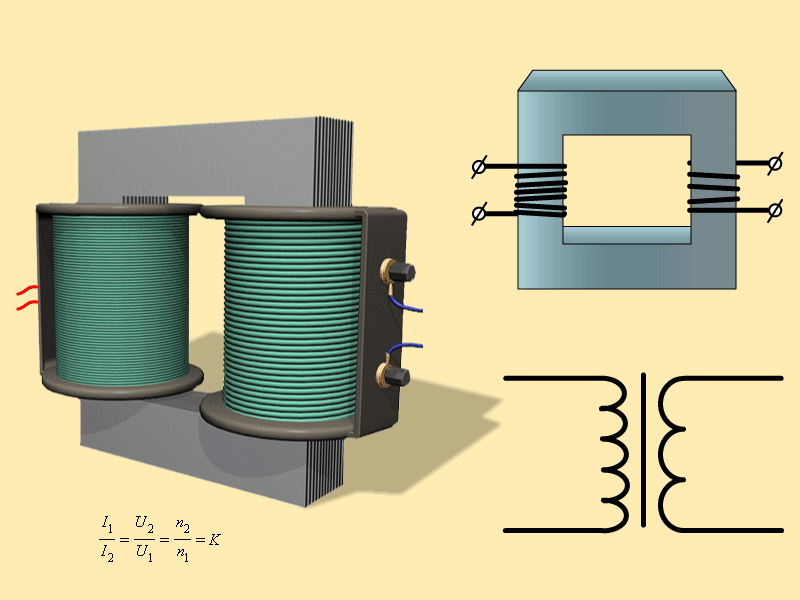 I₁/I₂ = U₂/U₁ = n₂/n₁ = K